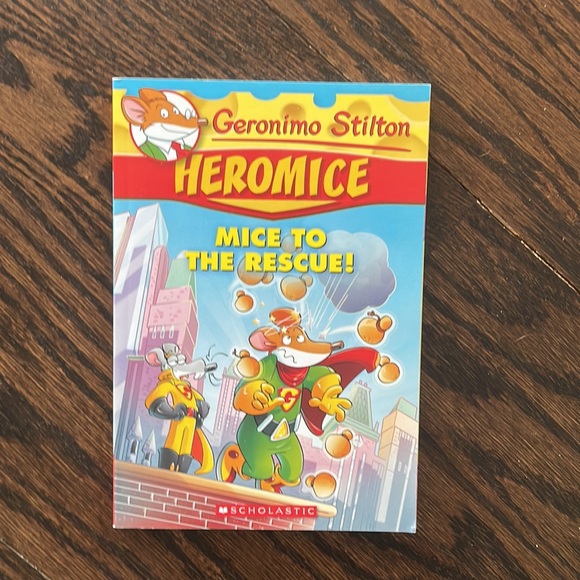 Geronimo Stilton
HEROMICE
MICE TO
THE RESCUE!
G
G
SCHOLASTIC